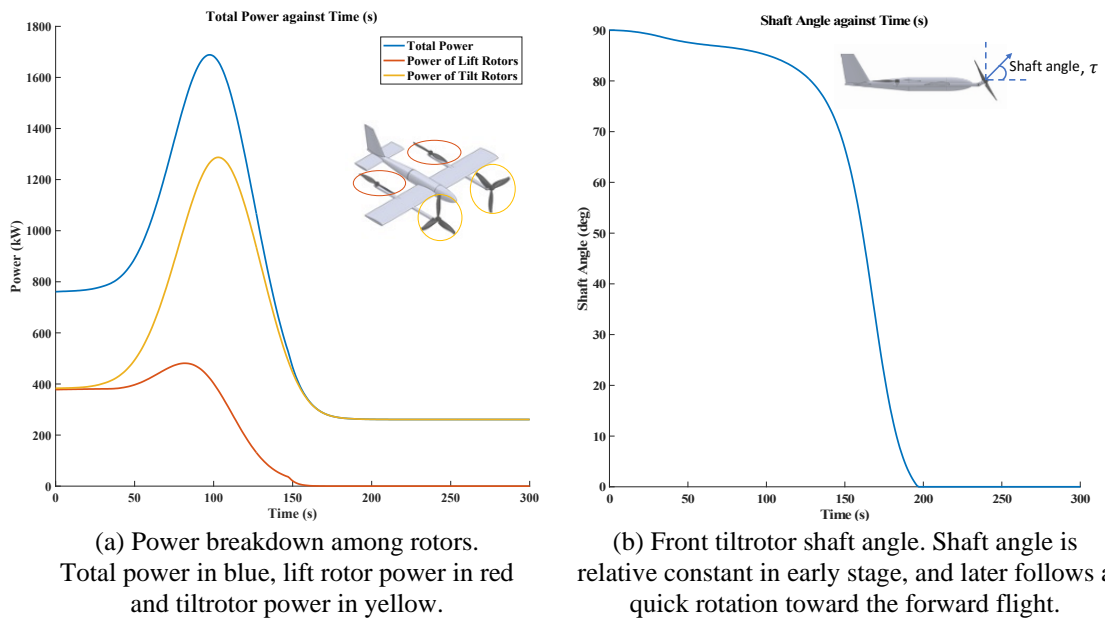 Total Power against Time (s)
1800
1600
1400
1200
1000
800
600
400
200
0
Power (kW)
0 50 100 150 200 250 300
Time (s)
Total Power
Power of Lift Rotors
Power of Tilt Rotors
(a) Power breakdown among rotors.
Total power in blue, lift rotor power in red
and tiltrotor power in yellow.
Shaft Angle against Time (s)
90
80
70
60
50
40
30
20
10
0
Shaft Angle (deg)
0 50 100 150 200 250 300
Time (s)
Shaft angle, τ
(b) Front tiltrotor shaft angle. Shaft angle is
relative constant in early stage, and later follows a
quick rotation toward the forward flight.